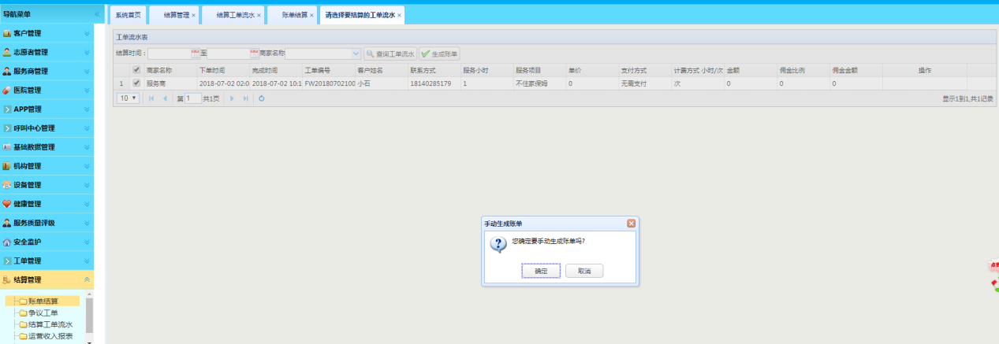 导航菜单
系统首页 结算管理 结算工单流水 账单结算 请选择要结算的工单流水
客户管理
志愿者管理
服务商管理
医院管理
APP管理
呼叫中心管理
基础数据管理
机构管理
设备管理
健康管理
服务质量评级
安全监护
工单管理
结算管理
账单结算
争议工单
结算工单流水
运营收入报表
工单流水表
结算时间： 至 商家名称 查询工单流水 生成账单
商家名称 下单时间 完成时间 工单编号 客户姓名 联系方式 服务小时 服务项目 单价 支付方式 计费方式 小时/次 金额 佣金比例 佣金金额 操作
1 服务商 2018-07-02 02:0 2018-07-02 10:1 FW20180702100 小石 18140285179 1 不住家保姆 0 无需支付 次 0 0 0
10 第 1 共1页 显示1到1,共1记录
手动生成账单
您确定要手动生成账单吗?
确定 取消